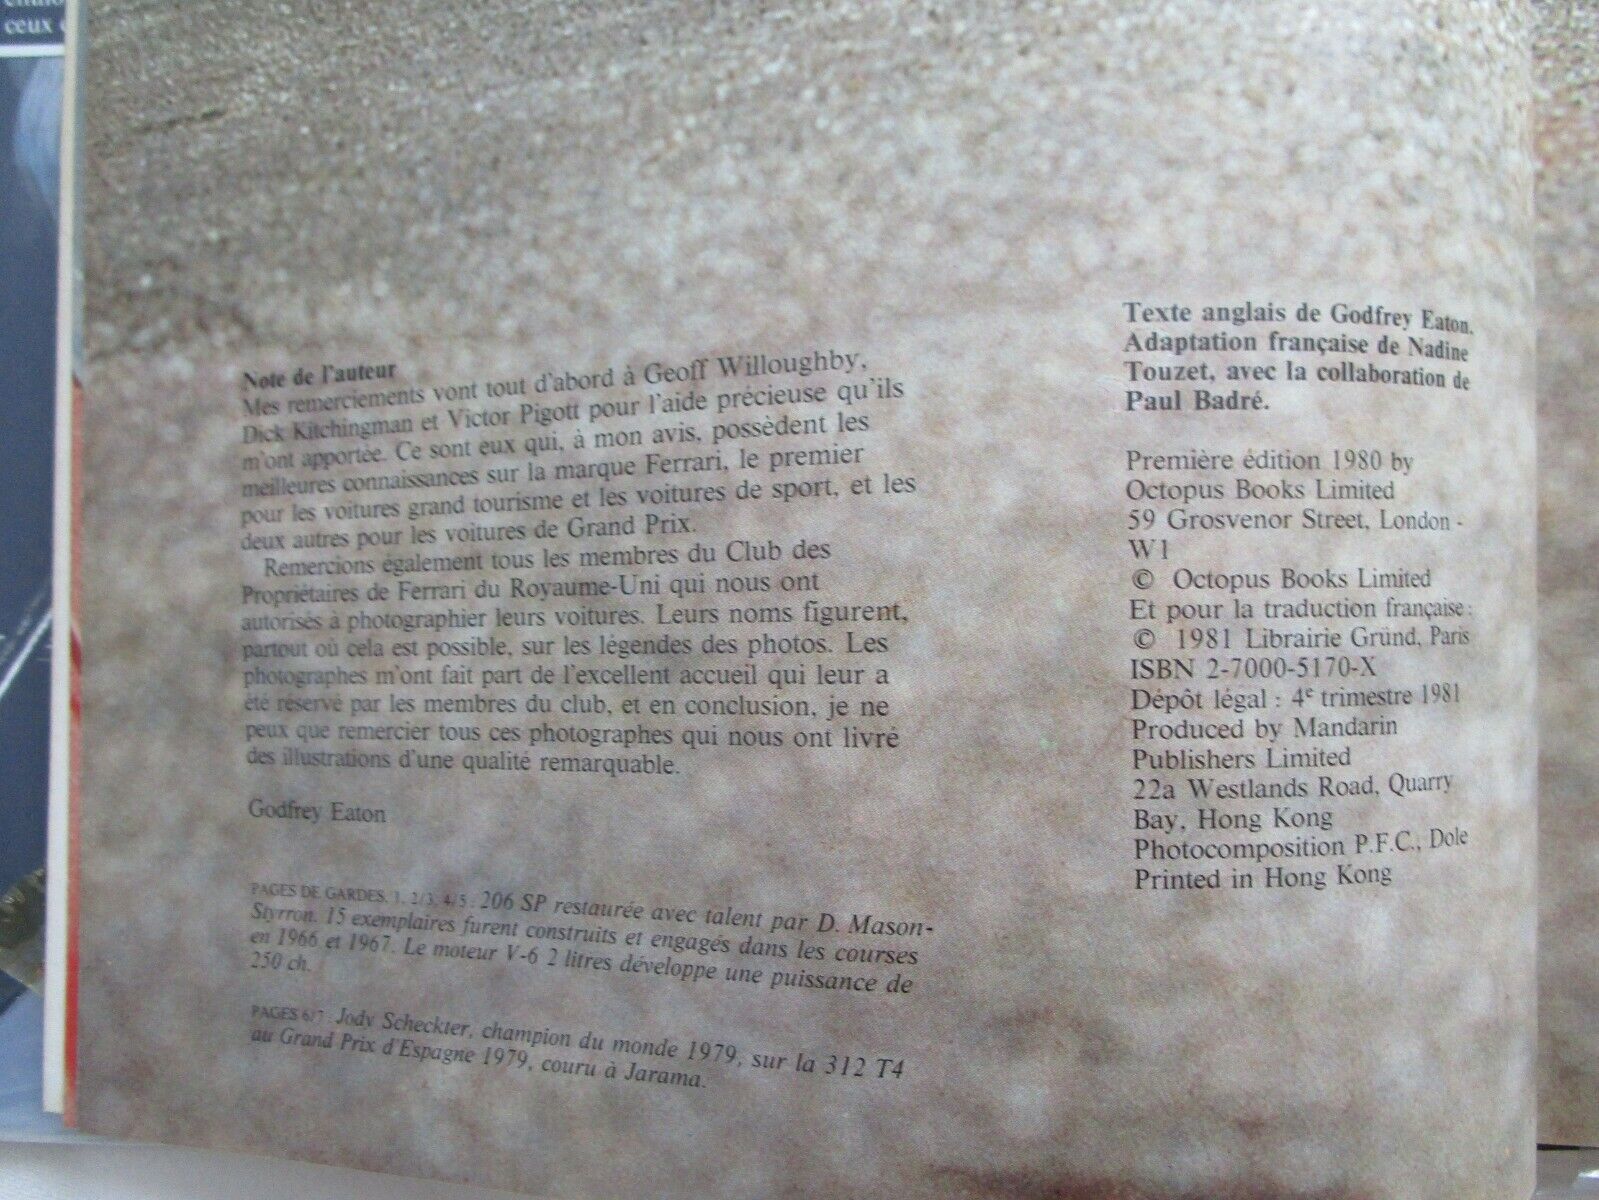 ceux
Note de l'auteur
Mes remerciements vont tout d'abord à Geoff Willoughby,
Dick Kitchingman et Victor Pigott pour l'aide précieuse qu'ils
m'ont apportée. Ce sont eux qui, à mon avis, possèdent les
meilleures connaissances sur la marque Ferrari, le premier
pour les voitures grand tourisme et les voitures de sport, et les
deux autres pour les voitures de Grand Prix.
Remercions également tous les membres du Club des
Propriétaires de Ferrari du Royaume-Uni qui nous ont
autorisés à photographier leurs voitures. Leurs noms figurent,
partout où cela est possible, sur les légendes des photos. Les
photographes m'ont fait part de l'excellent accueil qui leur a
été réservé par les membres du club, et en conclusion, je ne
peux que remercier tous ces photographes qui nous ont livré
des illustrations d'une qualité remarquable.
Godfrey Eaton
PAGES DE GARDES, 1, 2/3, 4/5 : 206 SP restaurée avec talent par D. Mason-
Styrron. 15 exemplaires furent construits et engagés dans les courses
en 1966 et 1967. Le moteur V-6 2 litres développe une puissance de
250 ch.
PAGES 6/7 : Jody Scheckter, champion du monde 1979, sur la 312 T4
au Grand Prix d'Espagne 1979, couru à Jarama.
Texte anglais de Godfrey Eaton.
Adaptation française de Nadine
Touzet, avec la collaboration de
Paul Badré.
Première édition 1980 by
Octopus Books Limited
59 Grosvenor Street, London -
W1
© Octopus Books Limited
Et pour la traduction française:
© 1981 Librairie Gründ, Paris
ISBN 2-7000-5170-X
Dépôt légal : 4e trimestre 1981
Produced by Mandarin
Publishers Limited
22a Westlands Road, Quarry
Bay, Hong Kong
Photocomposition P.F.C., Dole
Printed in Hong Kong